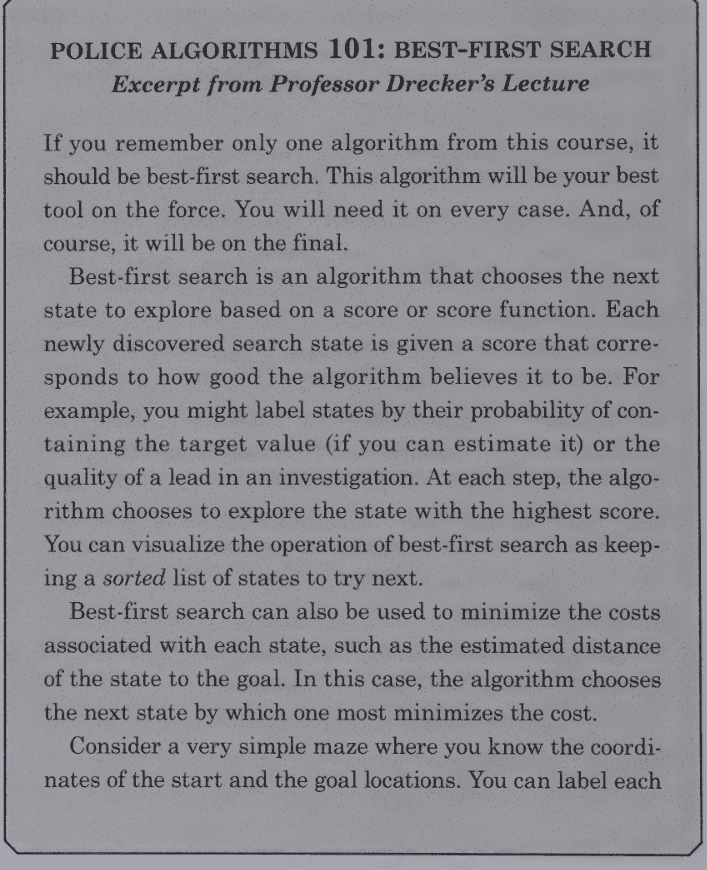 POLICE ALGORITHMS 101: BEST-FIRST SEARCH
Excerpt from Professor Drecker's Lecture
If you remember only one algorithm from this course, it
should be best-first search. This algorithm will be your best
tool on the force. You will need it on every case. And, of
course, it will be on the final.
Best-first search is an algorithm that chooses the next
state to explore based on a score or score function. Each
newly discovered search state is given a score that corre-
sponds to how good the algorithm believes it to be. For
example, you might label states by their probability of con-
taining the target value (if you can estimate it) or the
quality of a lead in an investigation. At each step, the algo-
rithm chooses to explore the state with the highest score.
You can visualize the operation of best-first search as keep-
ing a sorted list of states to try next.
Best-first search can also be used to minimize the costs
associated with each state, such as the estimated distance
of the state to the goal. In this case, the algorithm chooses
the next state by which one most minimizes the cost.
Consider a very simple maze where you know the coordi-
nates of the start and the goal locations. You can label each